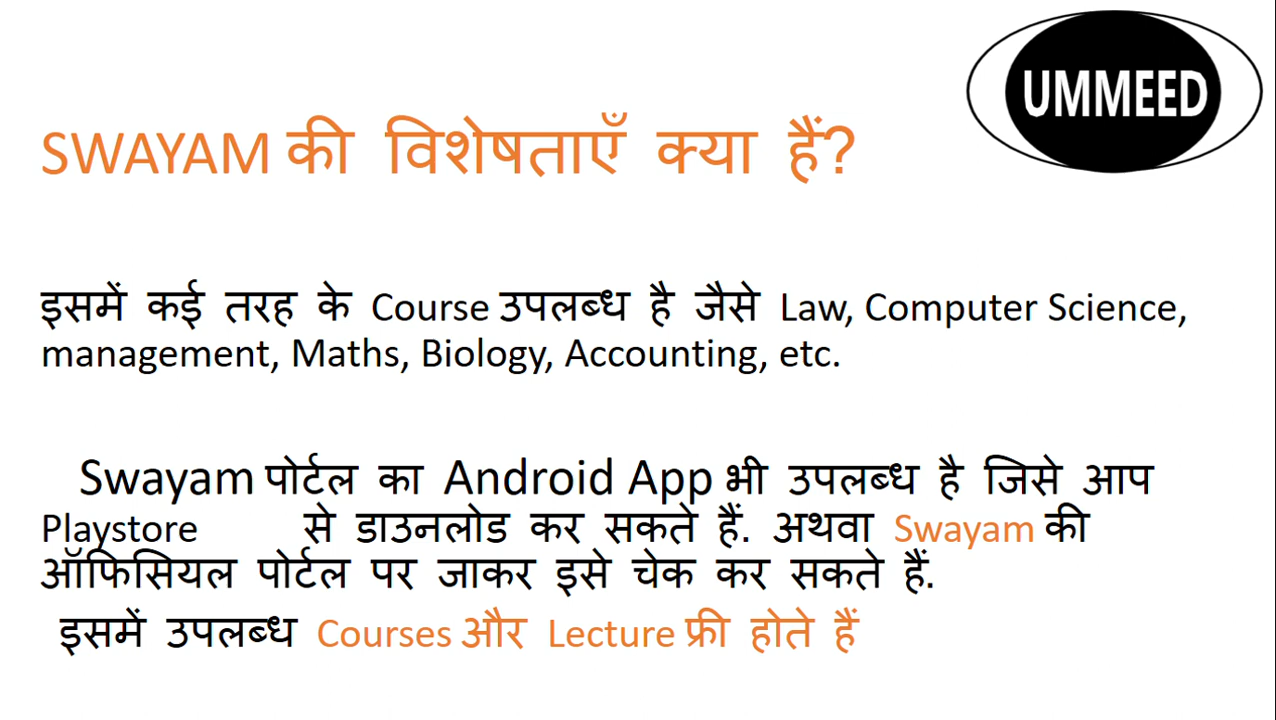 UMMEED
SWAYAM की विशेषताएँ क्या हैं?
इसमें कई तरह के Course उपलब्ध है जैसे Law, Computer Science,
management, Maths, Biology, Accounting, etc.
Swayam पोर्टल का Android App भी उपलब्ध है जिसे आप
Playstore से डाउनलोड कर सकते हैं. अथवा Swayam की
ऑफिसियल पोर्टल पर जाकर इसे चेक कर सकते हैं.
इसमें उपलब्ध Courses और Lecture फ्री होते हैं